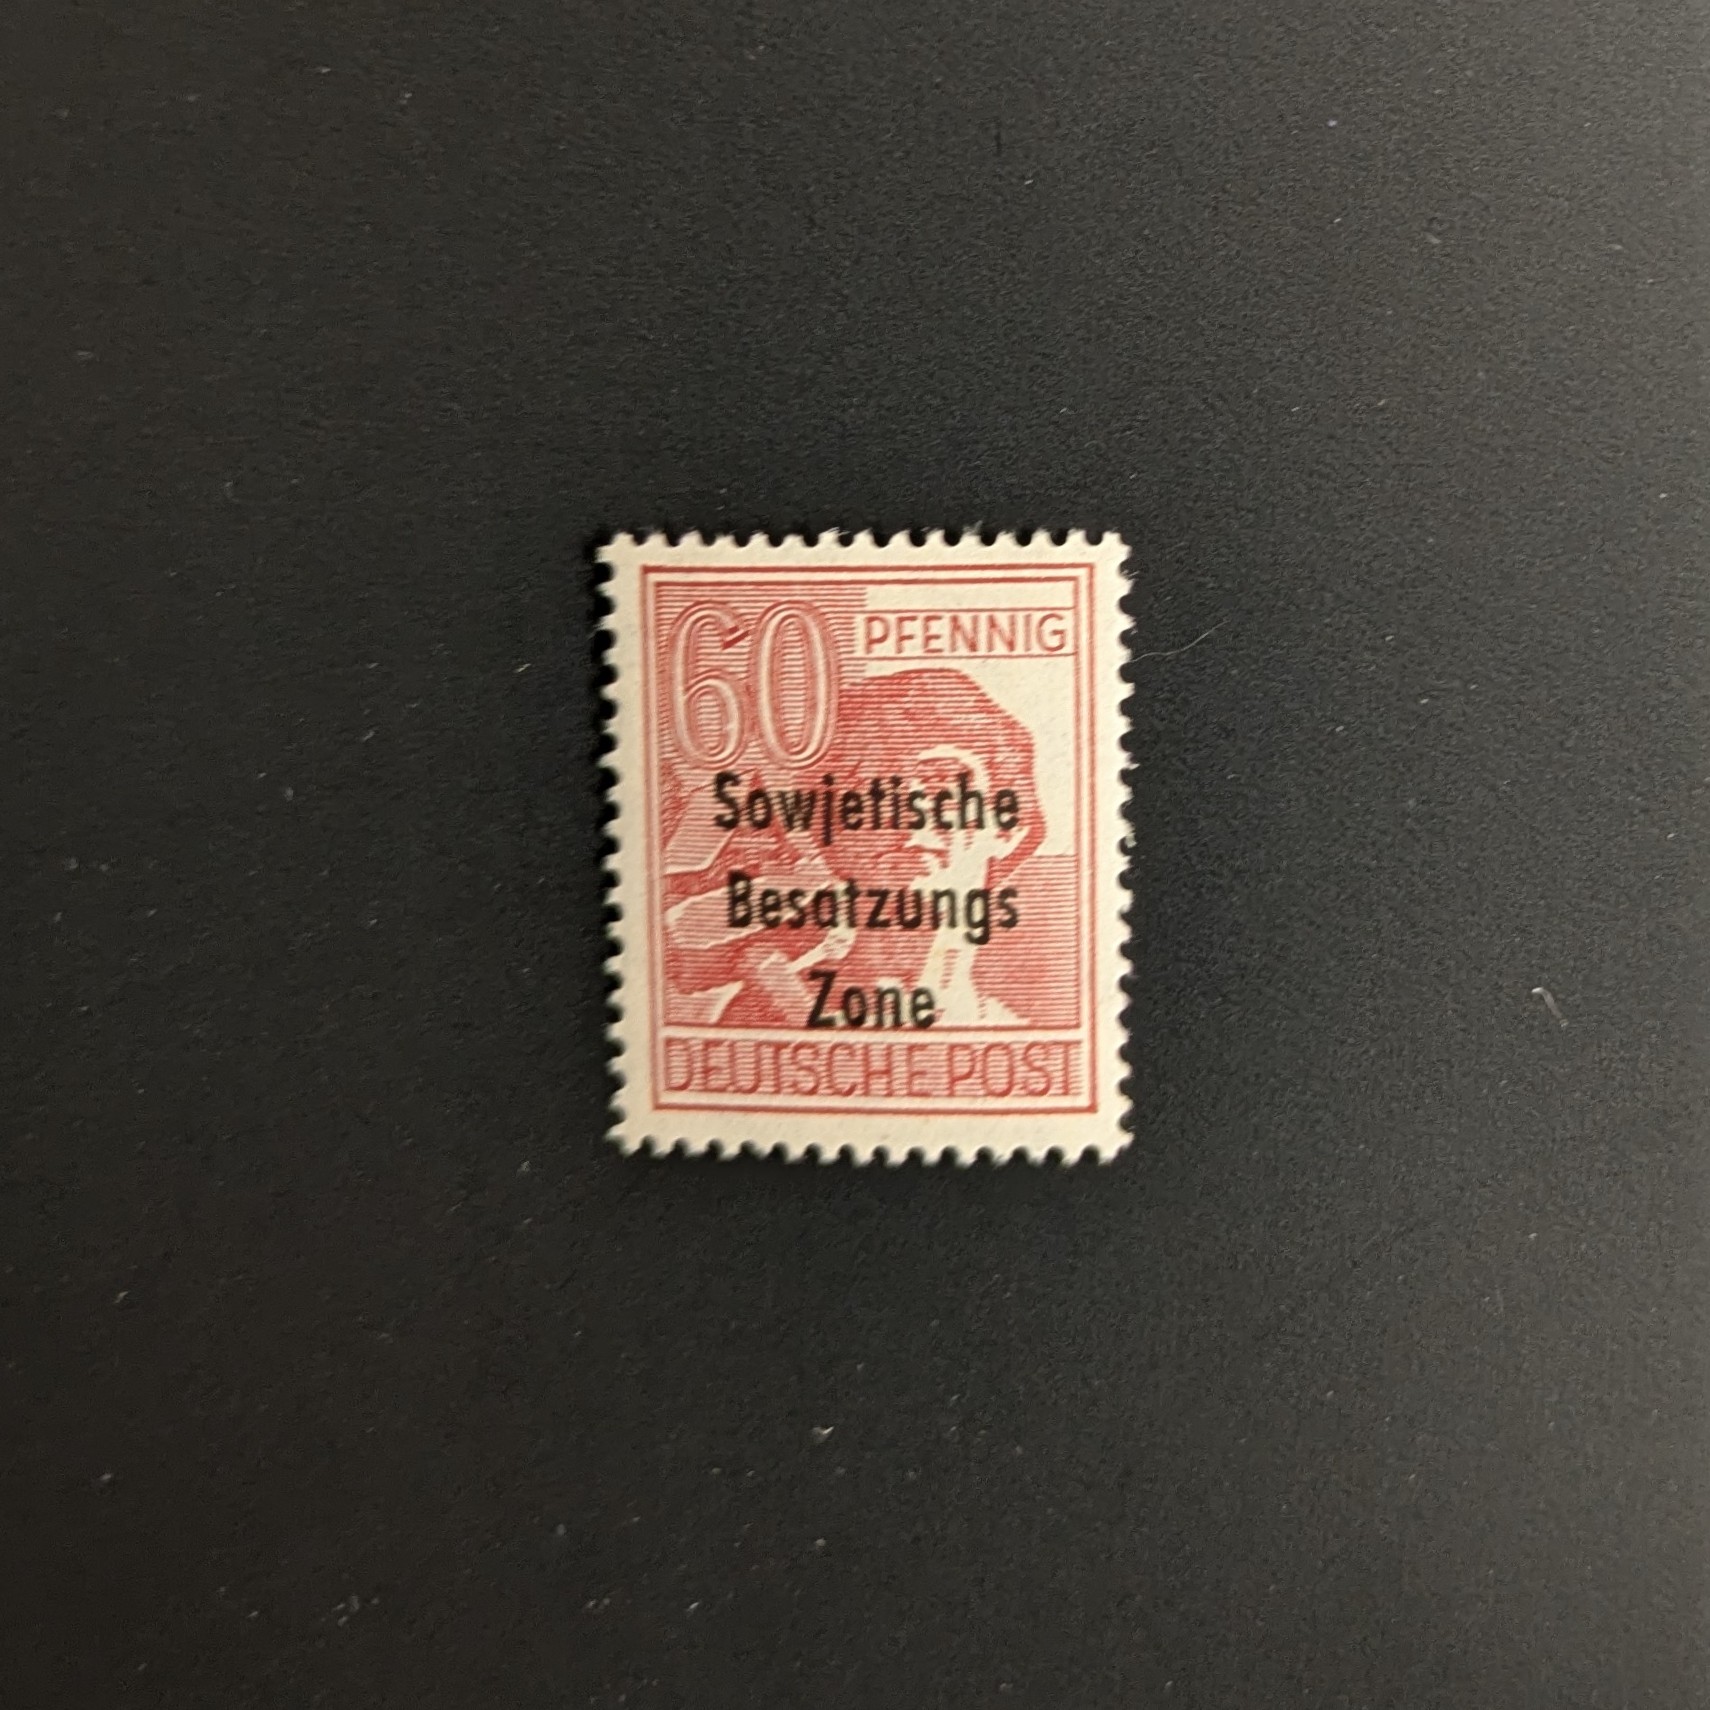 60 PFENNIG
Sowjetische
Besatzungs
Zone
DEUTSCHE POST